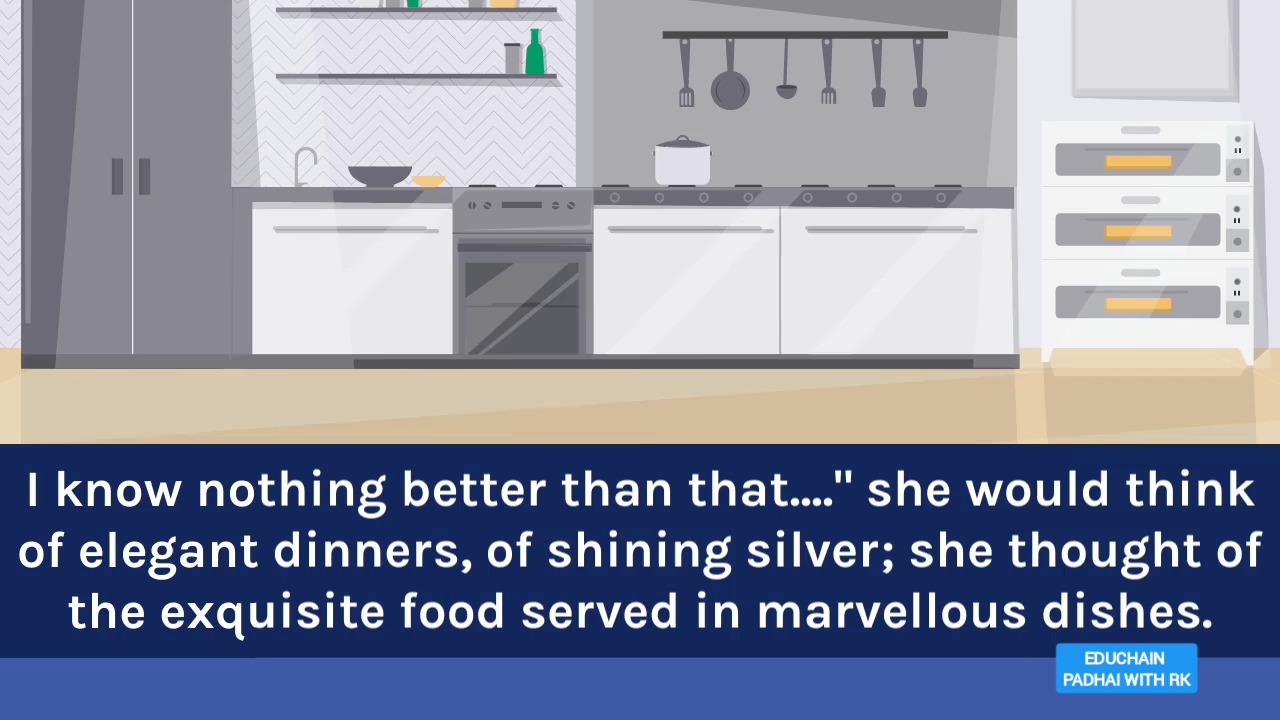 I know nothing better than that...." she would think
of elegant dinners, of shining silver; she thought of
the exquisite food served in marvellous dishes.
EDUCHAIN
PADHAI WITH RK